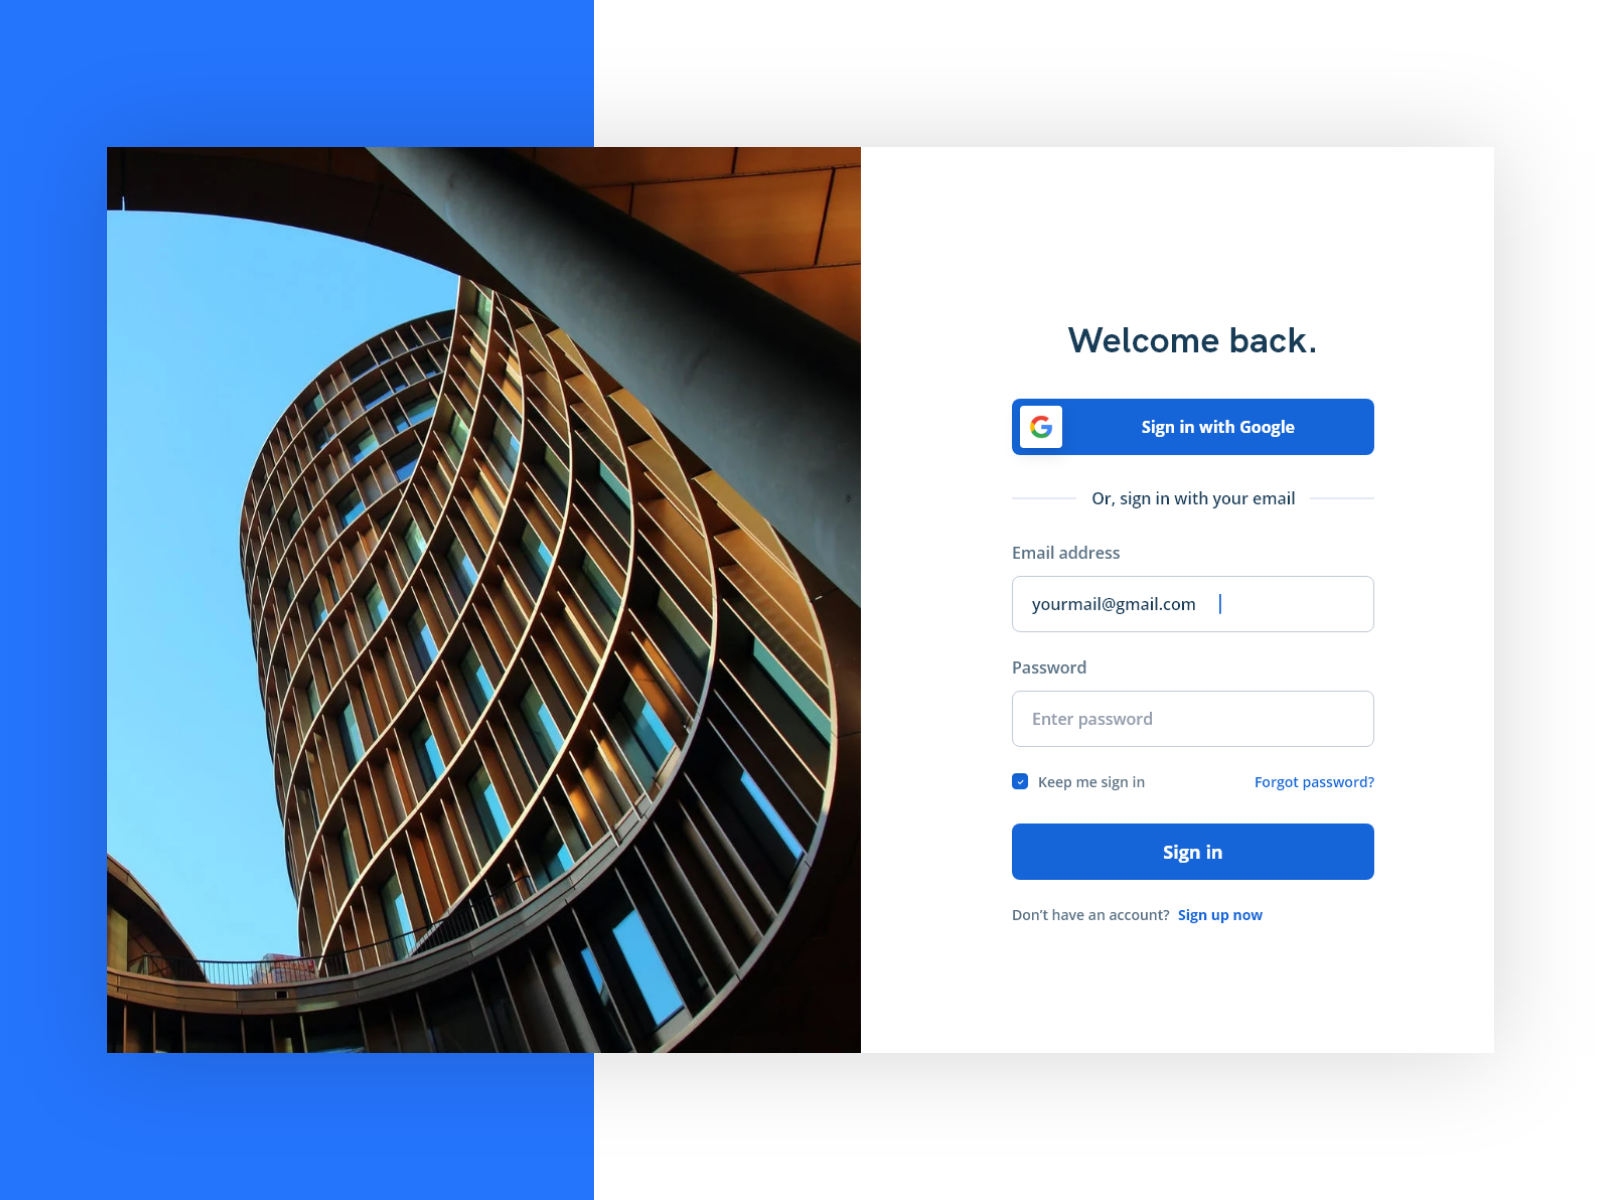 Welcome back.
Sign in with Google
Or, sign in with your email
Email address
yourmail@gmail.com
Password
Enter password
Keep me sign in Forgot password?
Sign in
Don't have an account? Sign up now